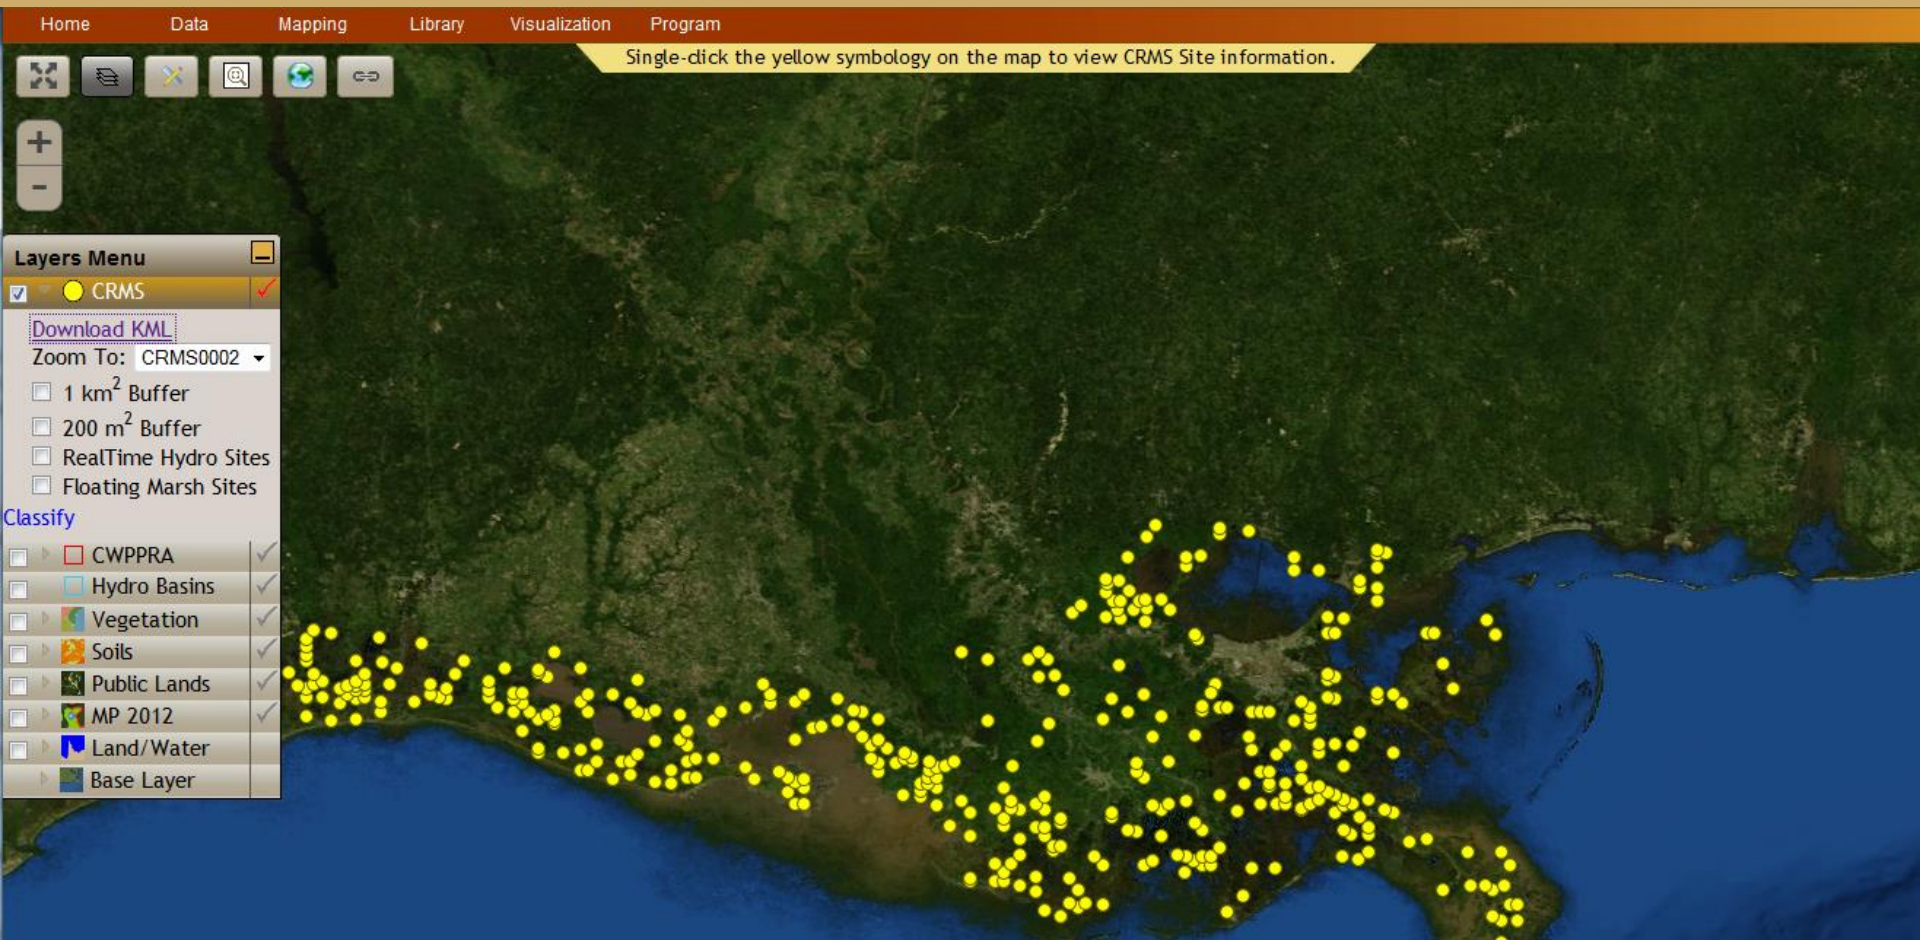 Home Data Mapping Library Visualization Program
Single-click the yellow symbology on the map to view CRMS Site information.
+
-
Layers Menu
CRMS
Download KML
Zoom To: CRMS0002
1 km² Buffer
200 m² Buffer
RealTime Hydro Sites
Floating Marsh Sites
Classify
CWPPRA
Hydro Basins
Vegetation
Soils
Public Lands
MP 2012
Land/Water
Base Layer